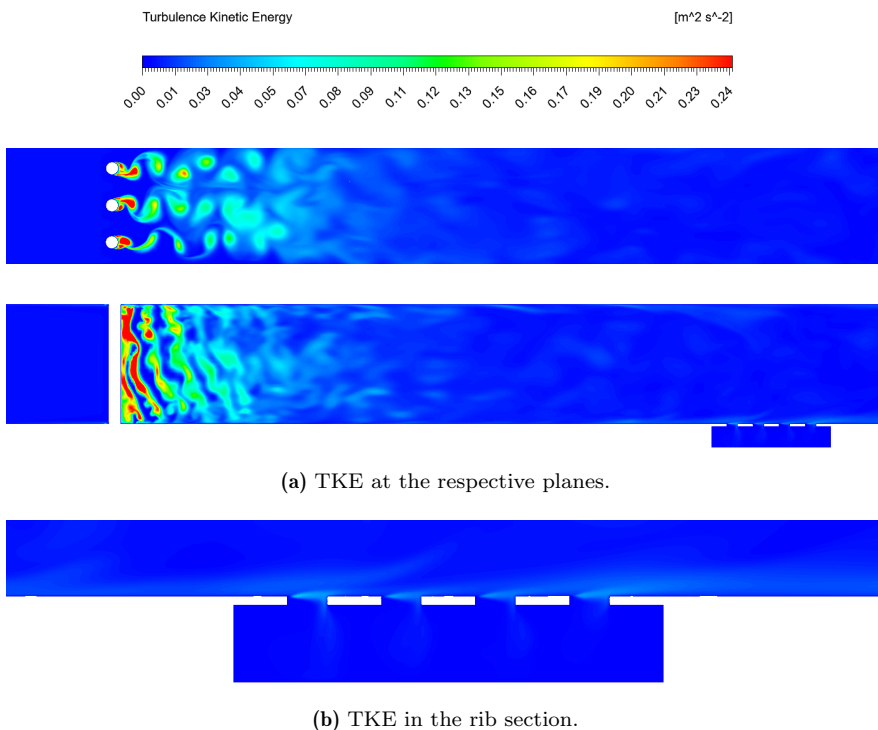 Turbulence Kinetic Energy [m^2 s^-2]
0.00 0.01 0.03 0.04 0.05 0.07 0.08 0.09 0.11 0.12 0.13 0.15 0.16 0.17 0.19 0.20 0.21 0.23 0.24
(a) TKE at the respective planes.
(b) TKE in the rib section.